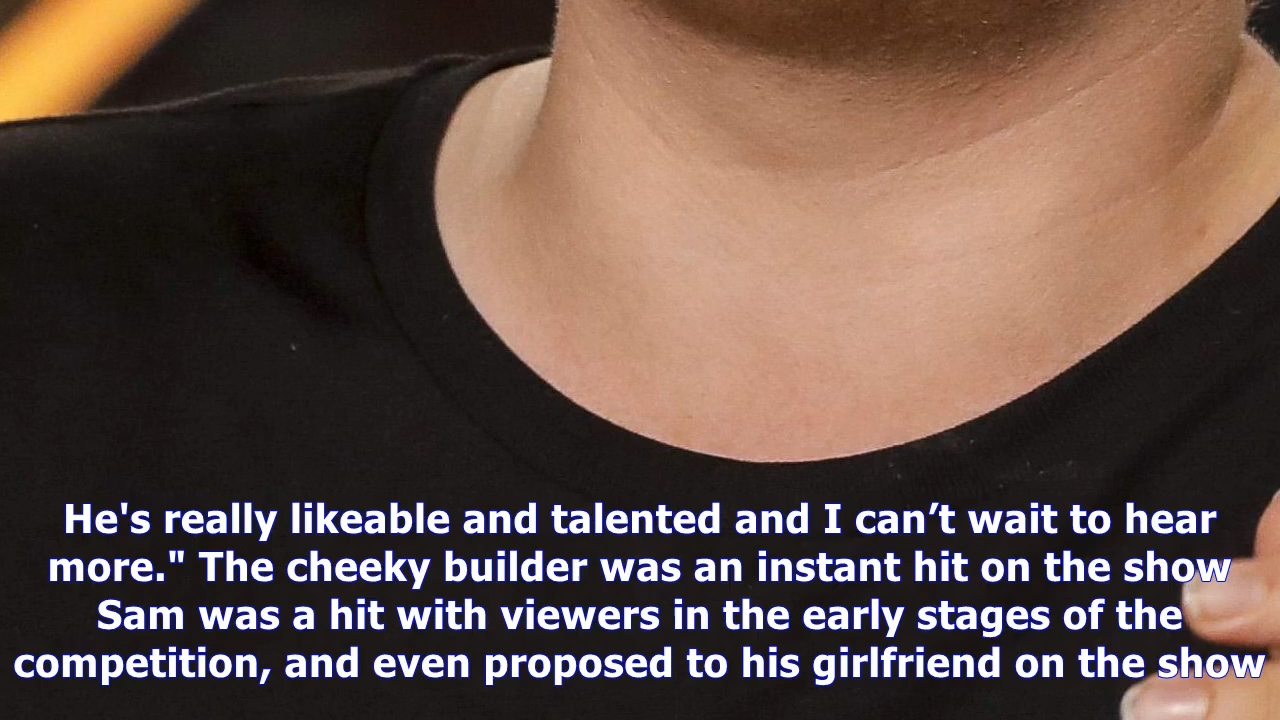 He's really likeable and talented and I can’t wait to hear
more." The cheeky builder was an instant hit on the show
Sam was a hit with viewers in the early stages of the
competition, and even proposed to his girlfriend on the show